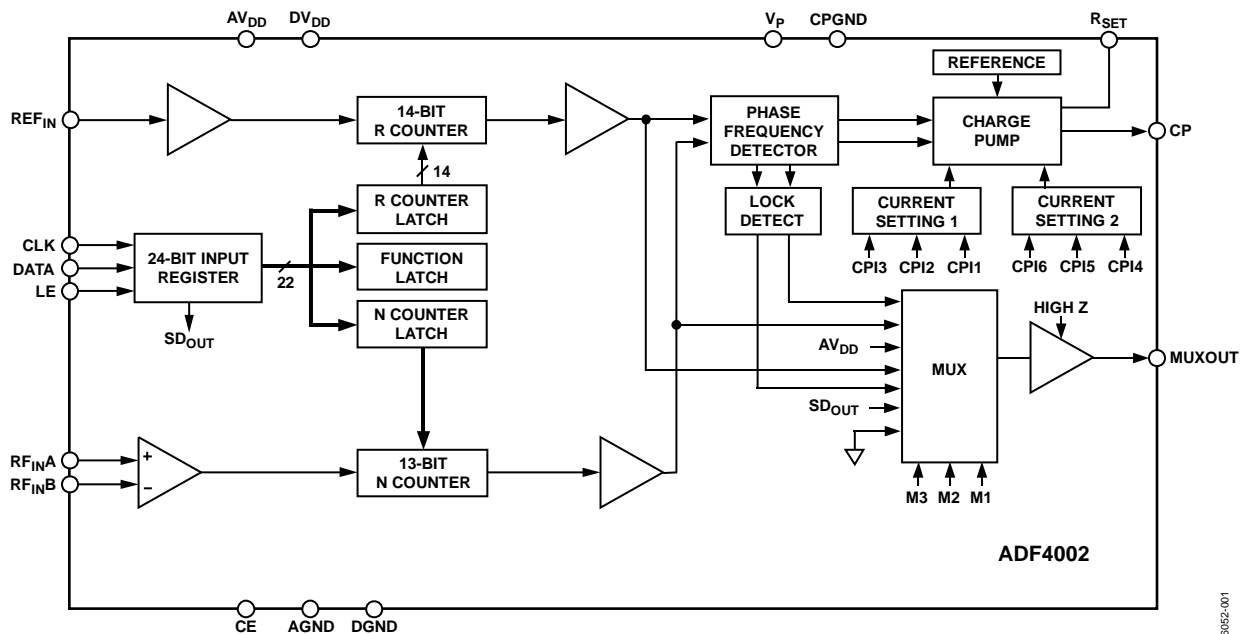 AVDD
DVDD
VP
CPGND
RSET
REFERENCE
REFIN
14-BIT
R COUNTER
PHASE
FREQUENCY
DETECTOR
CHARGE
PUMP
CP
14
R COUNTER
LATCH
LOCK
DETECT
CURRENT
SETTING 1
CURRENT
SETTING 2
CLK
DATA
LE
24-BIT INPUT
REGISTER
22
FUNCTION
LATCH
CPI3
CPI2
CPI1
CPI6
CPI5
CPI4
N COUNTER
LATCH
SDOUT
HIGH Z
AVDD
MUX
MUXOUT
SDOUT
RFINA
RFINB
+
–
13-BIT
N COUNTER
M3
M2
M1
ADF4002
CE
AGND
DGND
6052-001